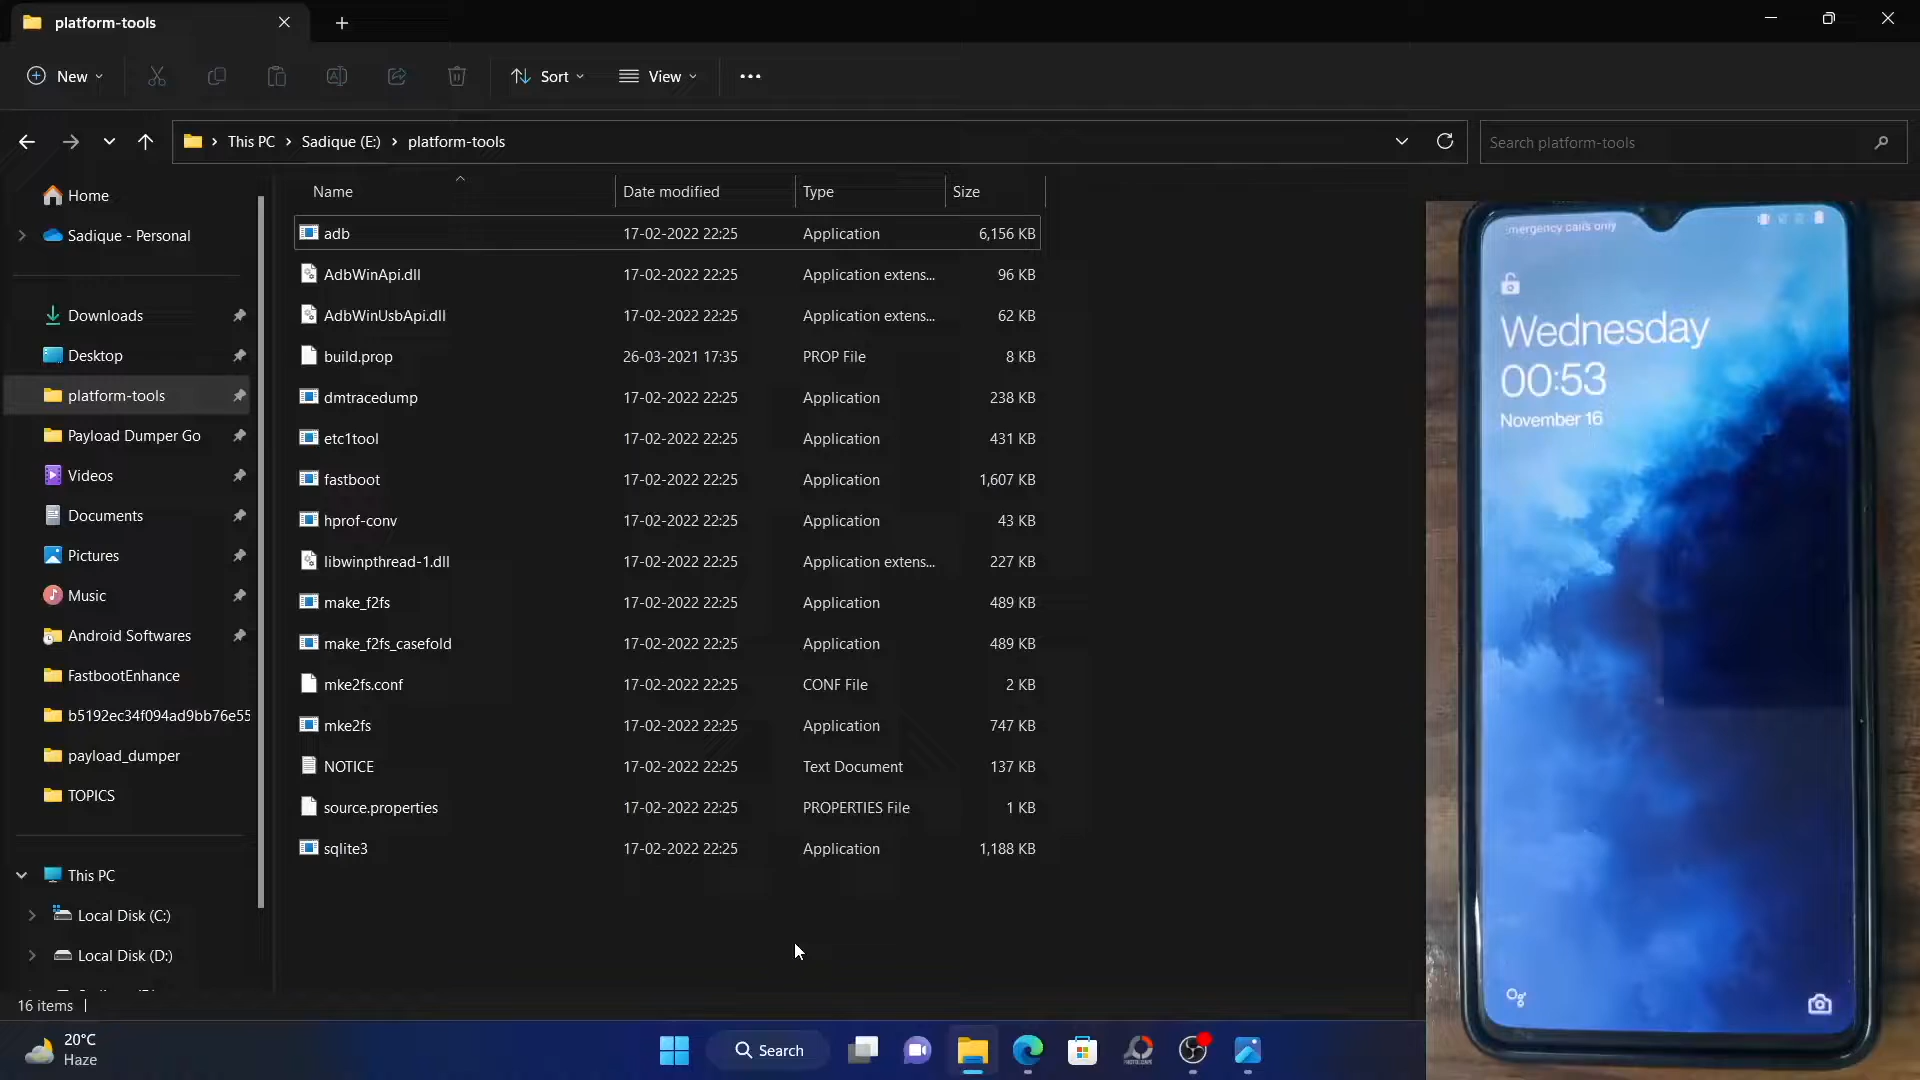 platform-tools
New
Sort
View
This PC
Sadique (E:)
platform-tools
Search platform-tools
Name
Date modified
Type
Size
Home
Sadique - Personal
Downloads
Desktop
platform-tools
Payload Dumper Go
Videos
Documents
Pictures
Music
Android Softwares
FastbootEnhance
b5192ec34f094ad9bb76e55
payload_dumper
TOPICS
This PC
Local Disk (C:)
Local Disk (D:)
adb 17-02-2022 22:25 Application 6,156 KB
AdbWinApi.dll 17-02-2022 22:25 Application extens... 96 KB
AdbWinUsbApi.dll 17-02-2022 22:25 Application extens... 62 KB
build.prop 26-03-2021 17:35 PROP File 8 KB
dmtracedump 17-02-2022 22:25 Application 238 KB
etc1tool 17-02-2022 22:25 Application 431 KB
fastboot 17-02-2022 22:25 Application 1,607 KB
hprof-conv 17-02-2022 22:25 Application 43 KB
libwinpthread-1.dll 17-02-2022 22:25 Application extens... 227 KB
make_f2fs 17-02-2022 22:25 Application 489 KB
make_f2fs_casefold 17-02-2022 22:25 Application 489 KB
mke2fs.conf 17-02-2022 22:25 CONF File 2 KB
mke2fs 17-02-2022 22:25 Application 747 KB
NOTICE 17-02-2022 22:25 Text Document 137 KB
source.properties 17-02-2022 22:25 PROPERTIES File 1 KB
sqlite3 17-02-2022 22:25 Application 1,188 KB
mergency calls only
Wednesday
00:53
November 16
16 items
20°C
Haze
Search